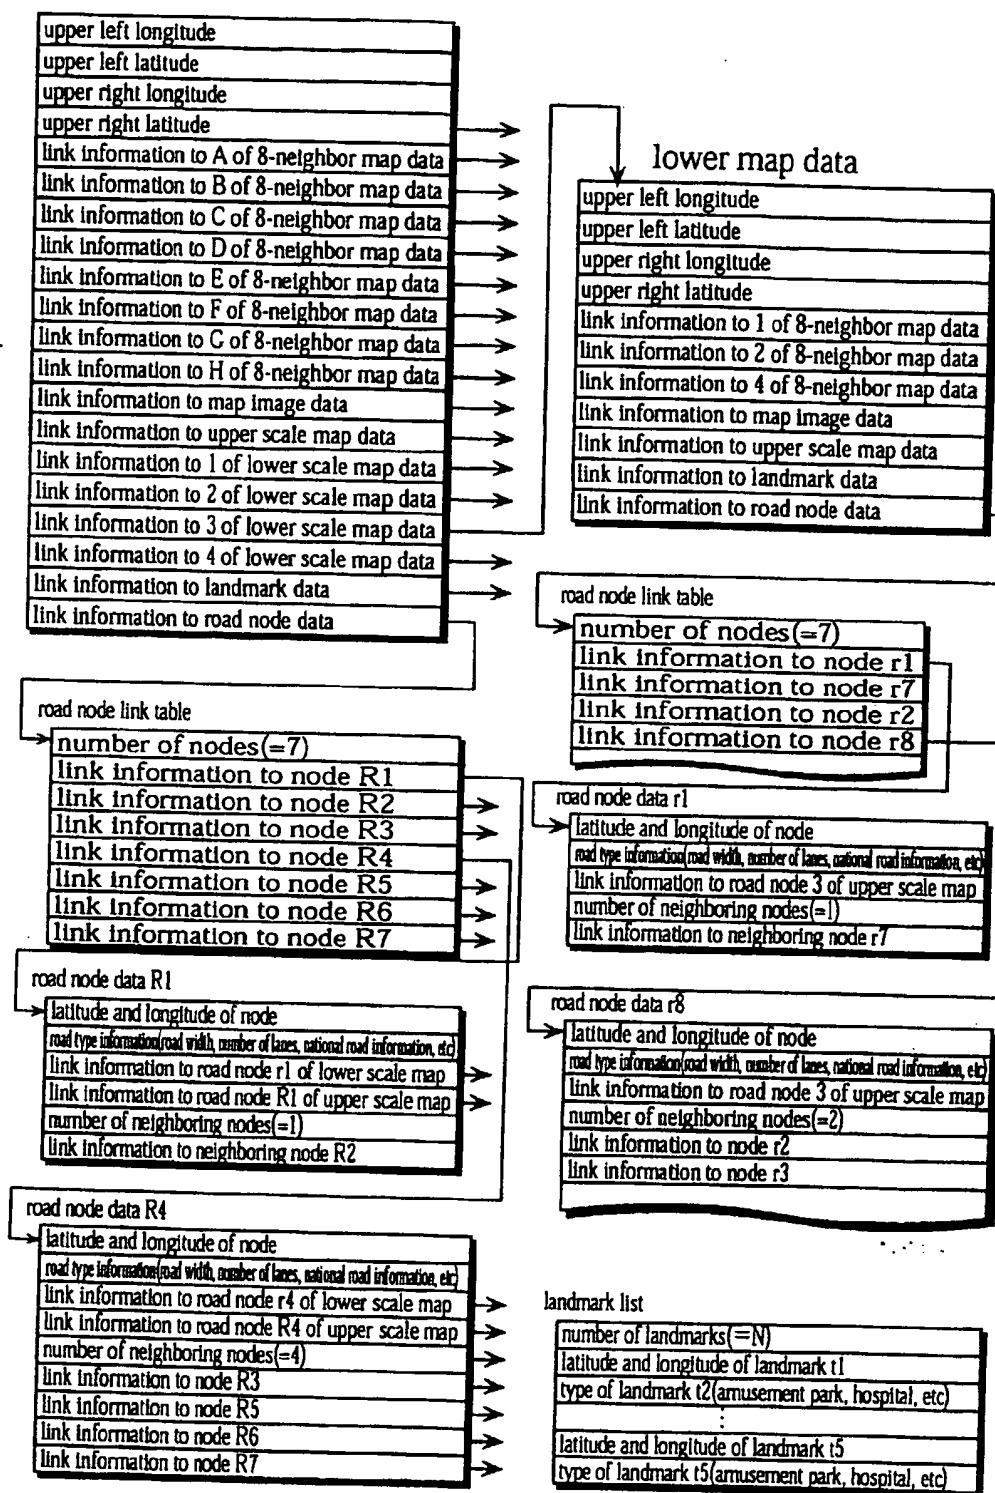 upper left longitude
upper left latitude
upper right longitude
upper right latitude
link information to A of 8-neighbor map data
link information to B of 8-neighbor map data
link information to C of 8-neighbor map data
link information to D of 8-neighbor map data
link information to E of 8-neighbor map data
link information to F of 8-neighbor map data
link information to C of 8-neighbor map data
link information to H of 8-neighbor map data
link information to map image data
link information to upper scale map data
link information to 1 of lower scale map data
link information to 2 of lower scale map data
link information to 3 of lower scale map data
link information to 4 of lower scale map data
link information to landmark data
link information to road node data
road node link table
number of nodes(=7)
link information to node R1
link information to node R2
link information to node R3
link information to node R4
link information to node R5
link information to node R6
link information to node R7
road node data R1
latitude and longitude of node
road type information(road width, number of lanes, national road information, etc)
link information to road node r1 of lower scale map
link information to road node R1 of upper scale map
number of neighboring nodes(=1)
link information to neighboring node R2
road node data R4
latitude and longitude of node
road type information(road width, number of lanes, national road information, etc)
link information to road node r4 of lower scale map
link information to road node R4 of upper scale map
number of neighboring nodes(=4)
link information to node R3
link information to node R5
link information to node R6
link information to node R7
lower map data
upper left longitude
upper left latitude
upper right longitude
upper right latitude
link information to 1 of 8-neighbor map data
link information to 2 of 8-neighbor map data
link information to 4 of 8-neighbor map data
link information to map image data
link information to upper scale map data
link information to landmark data
link information to road node data
road node link table
number of nodes(=7)
link information to node r1
link information to node r7
link information to node r2
link information to node r8
road node data r1
latitude and longitude of node
road type information(road width, number of lanes, national road information, etc)
link information to road node 3 of upper scale map
number of neighboring nodes(=1)
link information to neighboring node r7
road node data r8
latitude and longitude of node
road type information(road width, number of lanes, national road information, etc)
link information to road node 3 of upper scale map
number of neighboring nodes(=2)
link information to node r2
link information to node r3
landmark list
number of landmarks(=N)
latitude and longitude of landmark t1
type of landmark t2(amusement park, hospital, etc)
⋮
latitude and longitude of landmark t5
type of landmark t5(amusement park, hospital, etc)